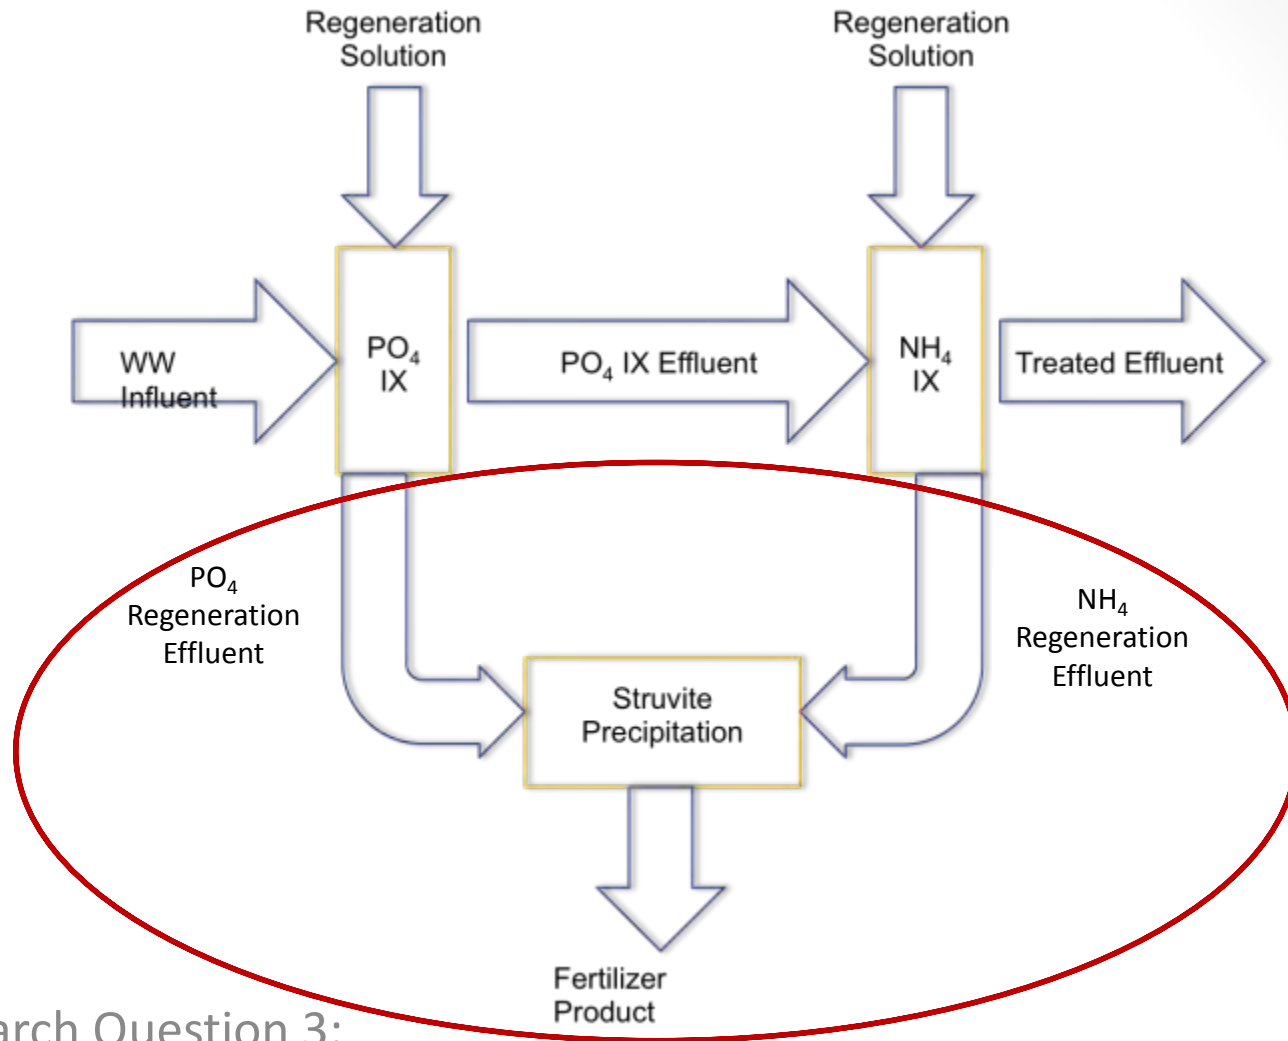 Regeneration
Solution
Regeneration
Solution
WW
Influent
PO₄
IX
PO₄ IX Effluent
NH₄
IX
Treated Effluent
PO₄
Regeneration
Effluent
NH₄
Regeneration
Effluent
Struvite
Precipitation
Fertilizer
Product
Question 3: